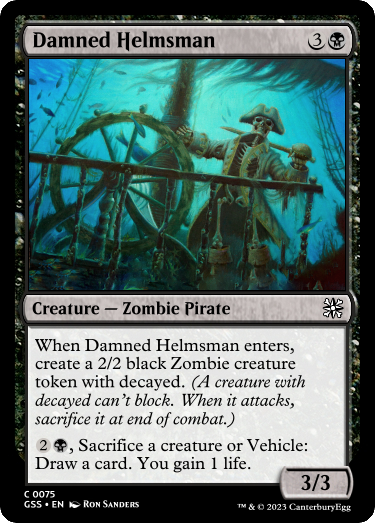 Damned Helmsman 3
Creature — Zombie Pirate
When Damned Helmsman enters,
create a 2/2 black Zombie creature
token with decayed. (A creature with
decayed can't block. When it attacks,
sacrifice it at end of combat.)
2, Sacrifice a creature or Vehicle:
Draw a card. You gain 1 life.
3/3
C 0075
GSS • EN Ron Sanders
™ & © 2023 CanterburyEgg